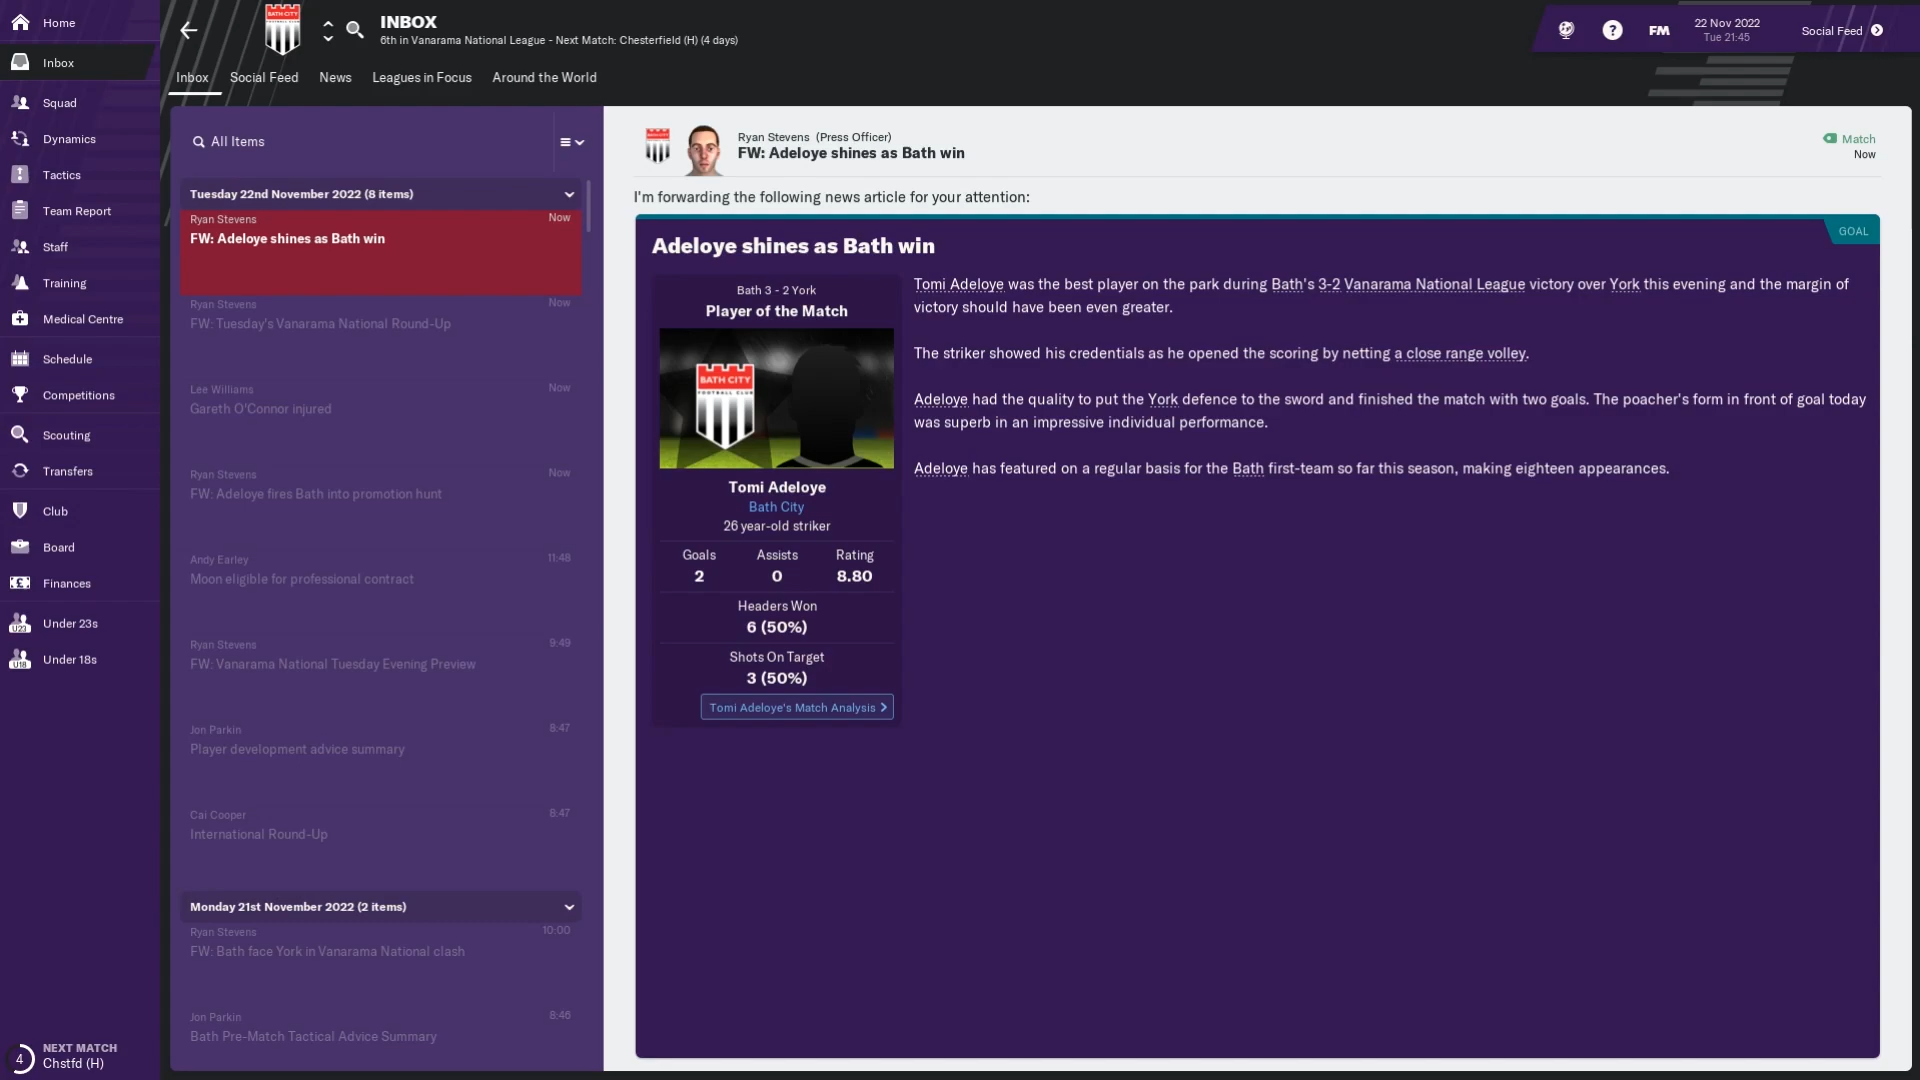 Home
Inbox
Squad
Dynamics
Tactics
Team Report
Staff
Training
Medical Centre
Schedule
Competitions
Scouting
Transfers
Club
Board
Finances
U23
Under 23s
U18
Under 18s
4
NEXT MATCH
Chstfd (H)
BATH CITY
FOOTBALL CLUB
INBOX
6th in Vanarama National League - Next Match: Chesterfield (H) (4 days)
FM
22 Nov 2022
Tue 21:45
Social Feed
Inbox
Social Feed
News
Leagues in Focus
Around the World
All Items
Tuesday 22nd November 2022 (8 items)
Ryan Stevens
Now
FW: Adeloye shines as Bath win
Ryan Stevens
Now
FW: Tuesday's Vanarama National Round-Up
Lee Williams
Now
Gareth O'Connor injured
Ryan Stevens
Now
FW: Adeloye fires Bath into promotion hunt
Andy Earley
11:48
Moon eligible for professional contract
Ryan Stevens
9:49
FW: Vanarama National Tuesday Evening Preview
Jon Parkin
8:47
Player development advice summary
Cai Cooper
8:47
International Round-Up
Monday 21st November 2022 (2 items)
Ryan Stevens
10:00
FW: Bath face York in Vanarama National clash
Jon Parkin
8:46
Bath Pre-Match Tactical Advice Summary
Ryan Stevens (Press Officer)
FW: Adeloye shines as Bath win
Match
Now
I'm forwarding the following news article for your attention:
GOAL
Adeloye shines as Bath win
Bath 3 - 2 York
Player of the Match
BATH CITY
FOOTBALL CLUB
Tomi Adeloye
Bath City
26 year-old striker
Goals Assists Rating
2 0 8.80
Headers Won
6 (50%)
Shots On Target
3 (50%)
Tomi Adeloye's Match Analysis
Tomi Adeloye was the best player on the park during Bath's 3-2 Vanarama National League victory over York this evening and the margin of
victory should have been even greater.
The striker showed his credentials as he opened the scoring by netting a close range volley.
Adeloye had the quality to put the York defence to the sword and finished the match with two goals. The poacher's form in front of goal today
was superb in an impressive individual performance.
Adeloye has featured on a regular basis for the Bath first-team so far this season, making eighteen appearances.